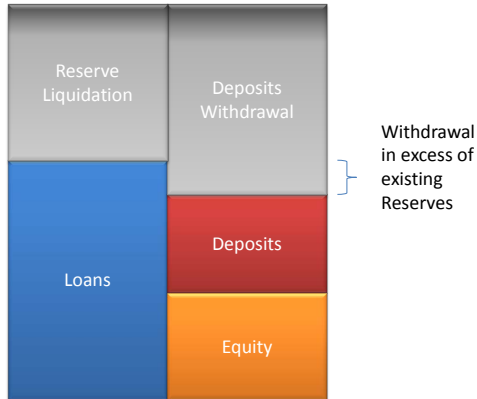 Reserve
Liquidation
Deposits
Withdrawal
Withdrawal
in excess of
existing
Reserves
Deposits
Loans
Equity